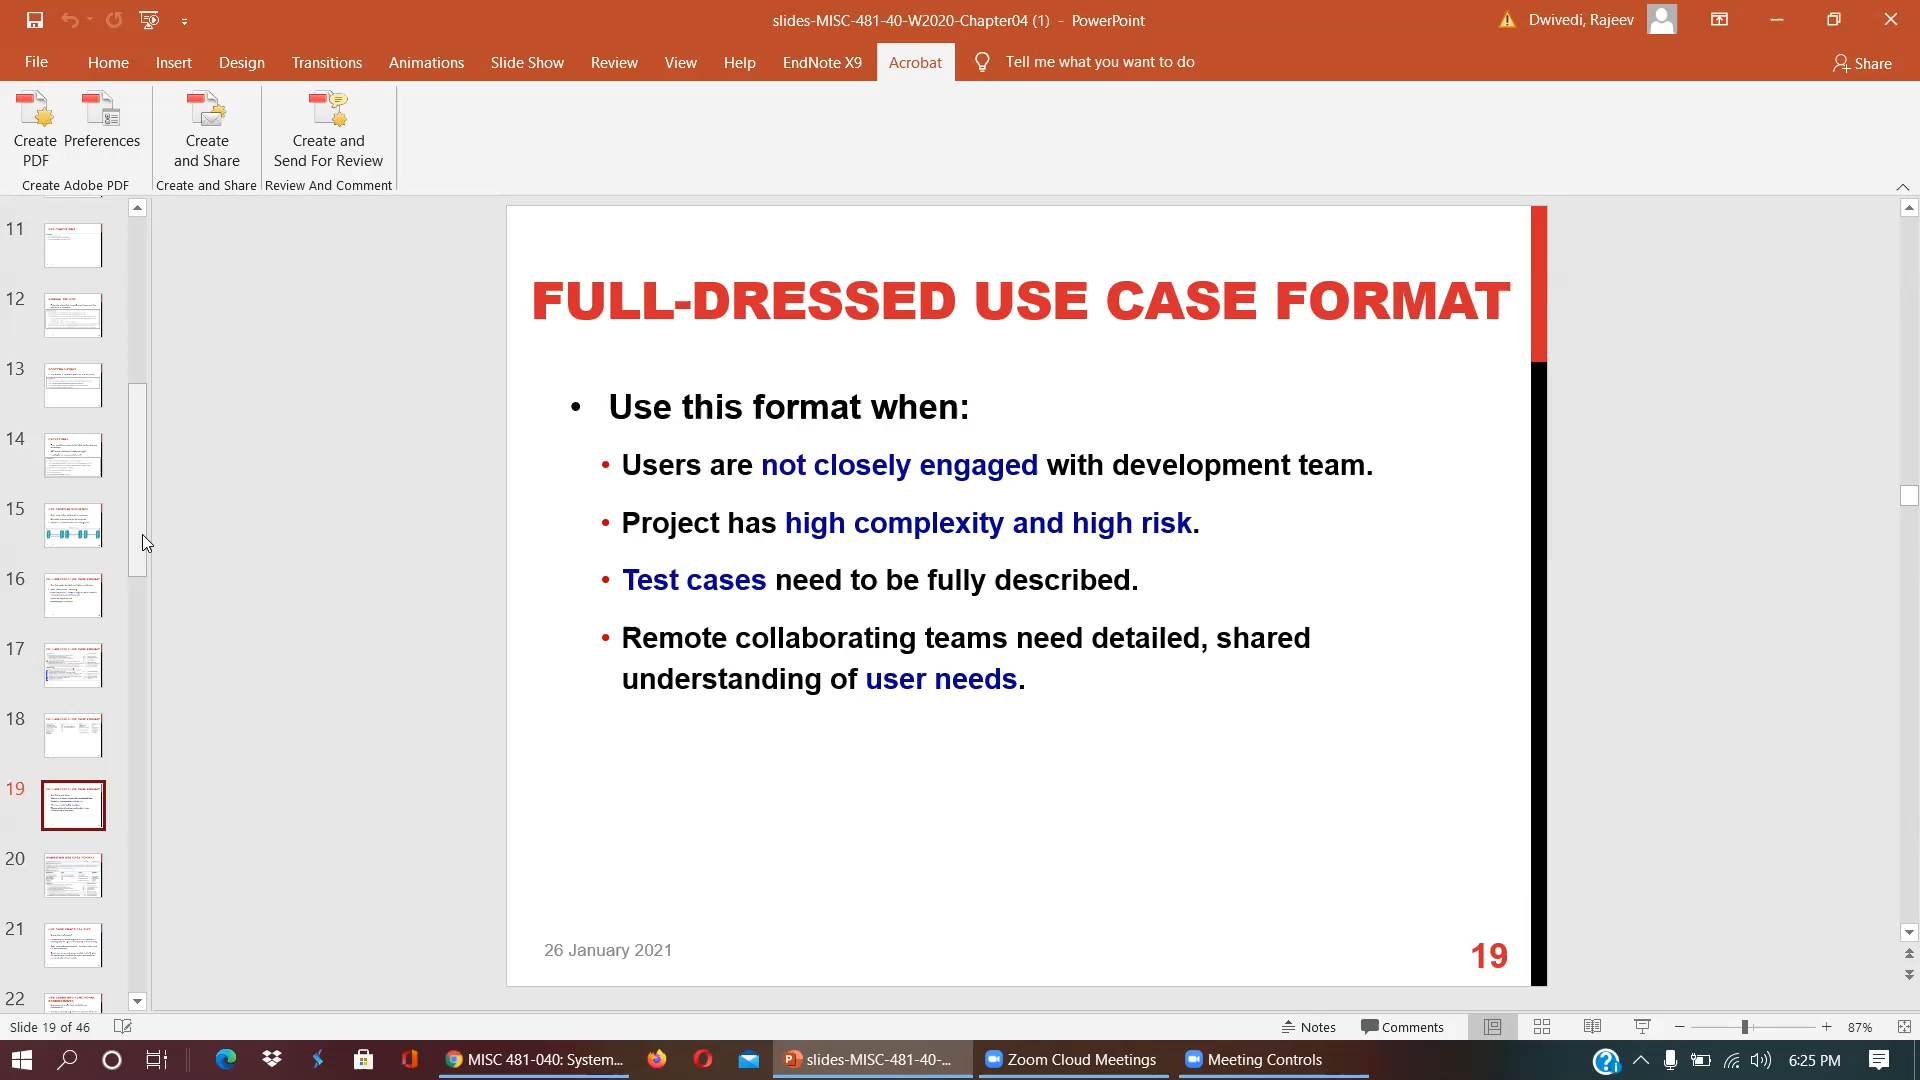 slides-MISC-481-40-W2020-Chapter04 (1) - PowerPoint
Dwivedi, Rajeev
File Home Insert Design Transitions Animations Slide Show Review View Help EndNote X9 Acrobat Tell me what you want to do Share
Create PDF
Preferences
Create and Share
Create and Send For Review
Create Adobe PDF
Create and Share
Review And Comment
11
12
13
14
15
16
17
18
19
20
21
22
FULL-DRESSED USE CASE FORMAT
• Use this format when:
• Users are not closely engaged with development team.
• Project has high complexity and high risk.
• Test cases need to be fully described.
• Remote collaborating teams need detailed, shared
understanding of user needs.
26 January 2021
19
Slide 19 of 46
Notes
Comments
87%
MISC 481-040: System...
slides-MISC-481-40-...
Zoom Cloud Meetings
Meeting Controls
6:25 PM